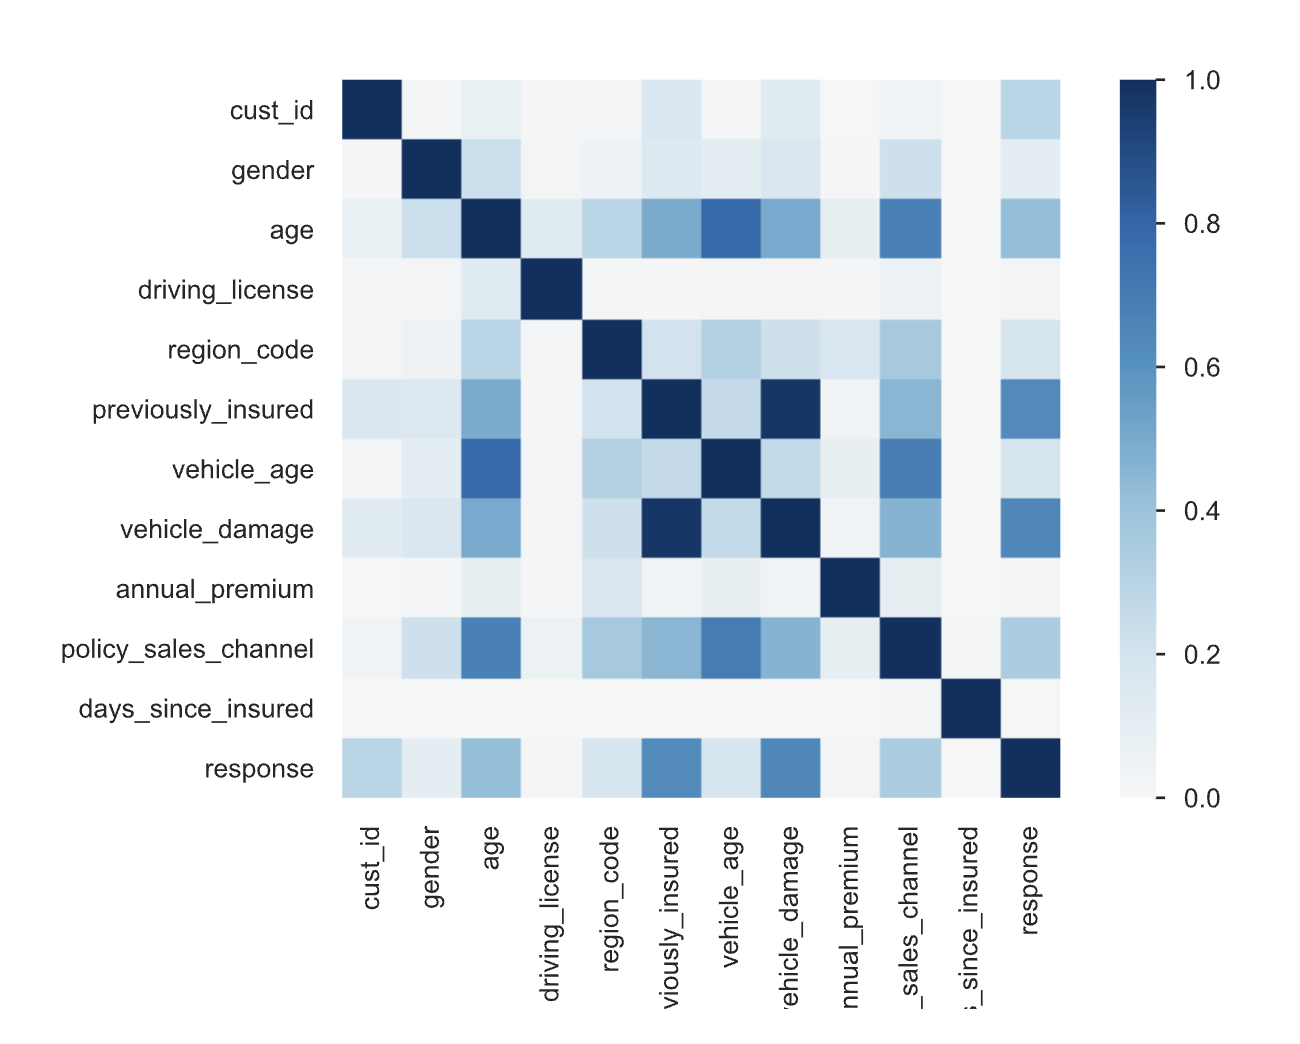 cust_id
gender
age
driving_license
region_code
previously_insured
vehicle_age
vehicle_damage
annual_premium
policy_sales_channel
days_since_insured
response
1.0
0.8
0.6
0.4
0.2
0.0
cust_id
gender
age
driving_license
region_code
viously_insured
vehicle_age
vehicle_damage
nnual_premium
_sales_channel
s_since_insured
response